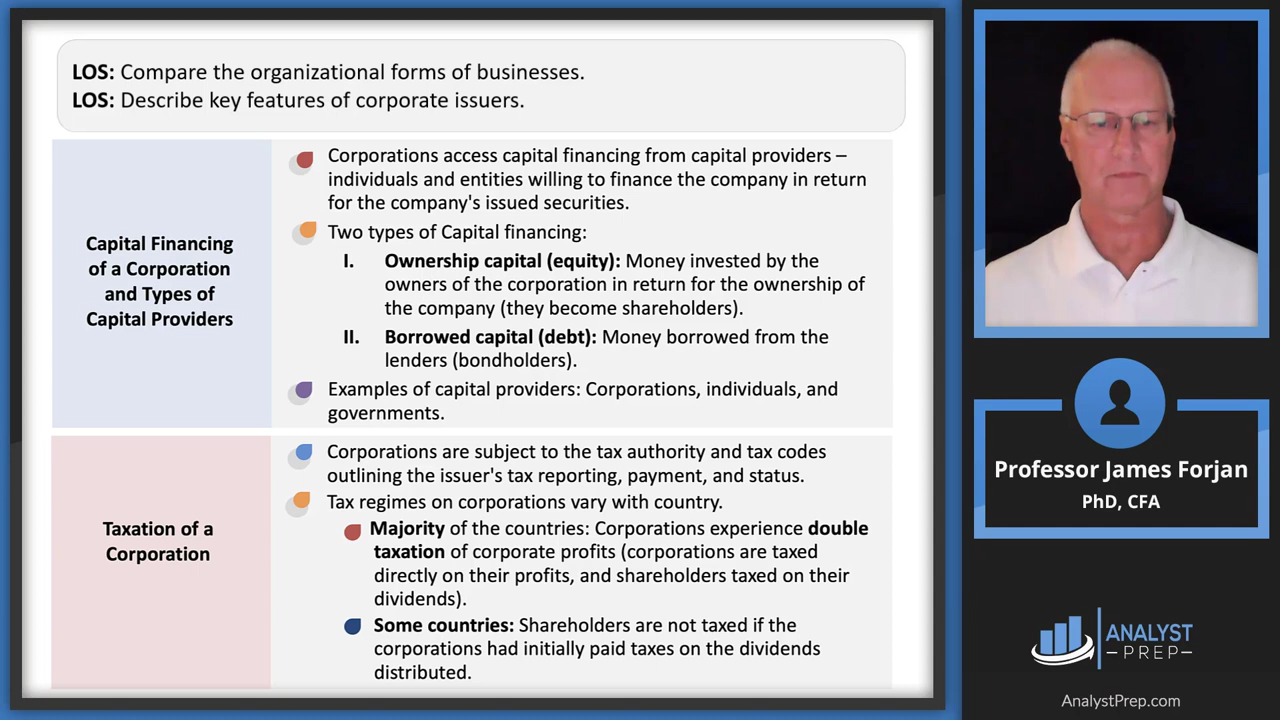 LOS: Compare the organizational forms of businesses.
LOS: Describe key features of corporate issuers.
Capital Financing
of a Corporation
and Types of
Capital Providers
Corporations access capital financing from capital providers –
individuals and entities willing to finance the company in return
for the company's issued securities.
Two types of Capital financing:
I. Ownership capital (equity): Money invested by the
owners of the corporation in return for the ownership of
the company (they become shareholders).
II. Borrowed capital (debt): Money borrowed from the
lenders (bondholders).
Examples of capital providers: Corporations, individuals, and
governments.
Taxation of a
Corporation
Corporations are subject to the tax authority and tax codes
outlining the issuer's tax reporting, payment, and status.
Tax regimes on corporations vary with country.
Majority of the countries: Corporations experience double
taxation of corporate profits (corporations are taxed
directly on their profits, and shareholders taxed on their
dividends).
Some countries: Shareholders are not taxed if the
corporations had initially paid taxes on the dividends
distributed.
Professor James Forjan
PhD, CFA
ANALYST
PREP
AnalystPrep.com